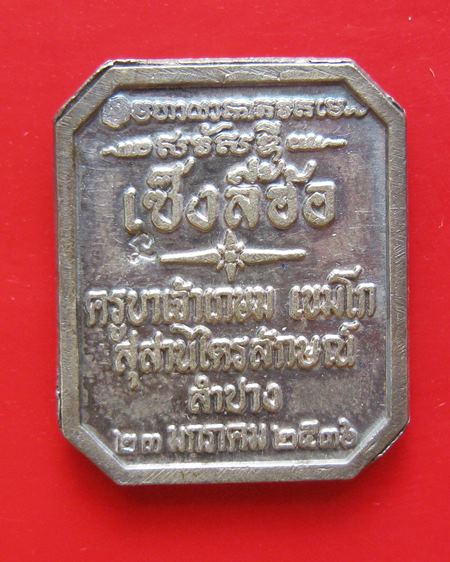 เซ็งลี้ฮ้อ
ครูบาเจ้าเกษม เขมโก
สุสานไตรลักษณ์
ลำปาง
๒๓ มกราคม ๒๕๓๖